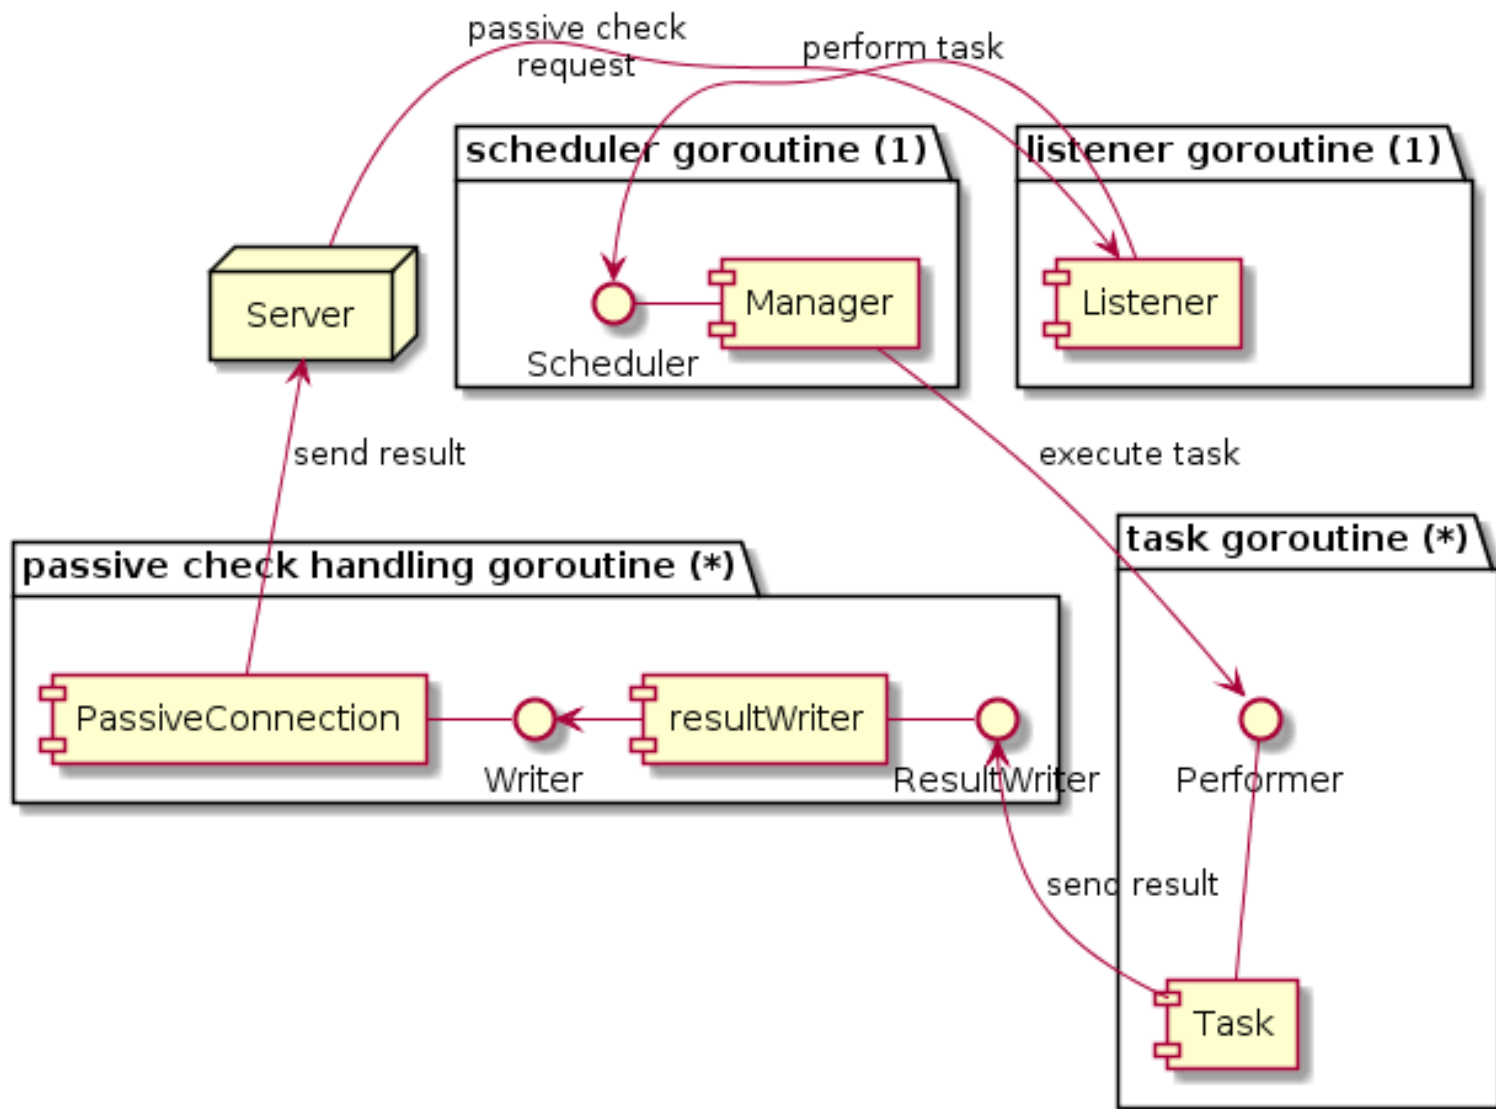 passive check
request
perform task
scheduler goroutine (1)
listener goroutine (1)
Server
Manager
Listener
Scheduler
send result
execute task
passive check handling goroutine (*)
task goroutine (*)
PassiveConnection
resultWriter
Writer
ResultWriter
Performer
send result
Task